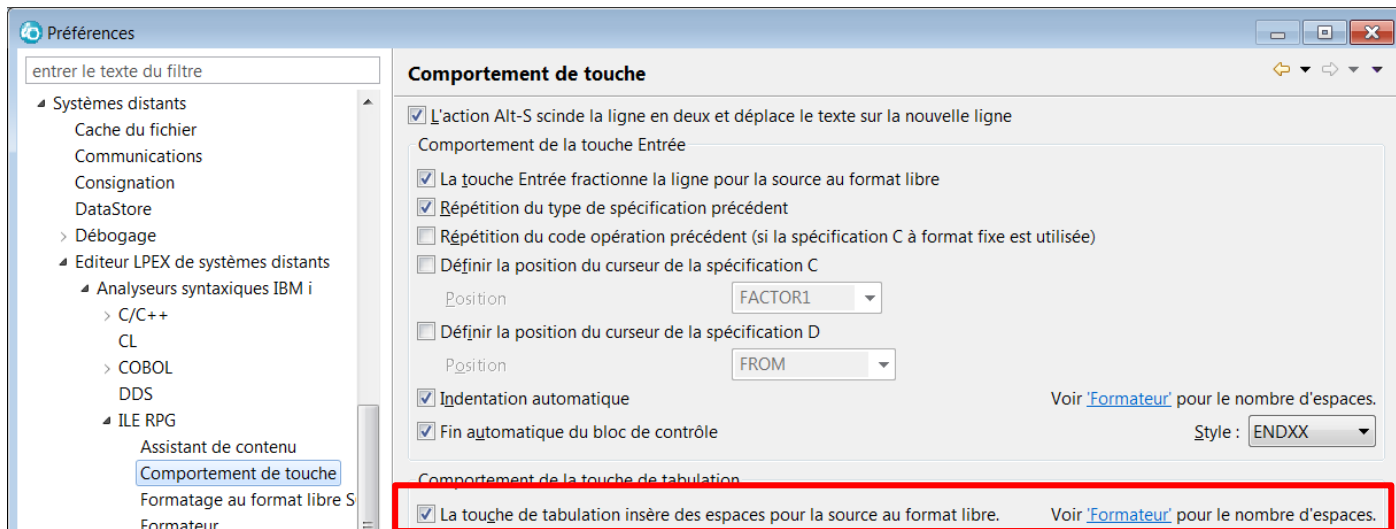 Préférences
entrer le texte du filtre
Systèmes distants
Cache du fichier
Communications
Consignation
DataStore
Débogage
Editeur LPEX de systèmes distants
Analyseurs syntaxiques IBM i
C/C++
CL
COBOL
DDS
ILE RPG
Assistant de contenu
Comportement de touche
Formatage au format libre S
Formateur
Comportement de touche
L'action Alt-S scinde la ligne en deux et déplace le texte sur la nouvelle ligne
Comportement de la touche Entrée
La touche Entrée fractionne la ligne pour la source au format libre
Répétition du type de spécification précédent
Répétition du code opération précédent (si la spécification C à format fixe est utilisée)
Définir la position du curseur de la spécification C
Position FACTOR1
Définir la position du curseur de la spécification D
Position FROM
Indentation automatique Voir 'Formateur' pour le nombre d'espaces.
Fin automatique du bloc de contrôle Style : ENDXX
Comportement de la touche de tabulation
La touche de tabulation insère des espaces pour la source au format libre. Voir 'Formateur' pour le nombre d'espaces.